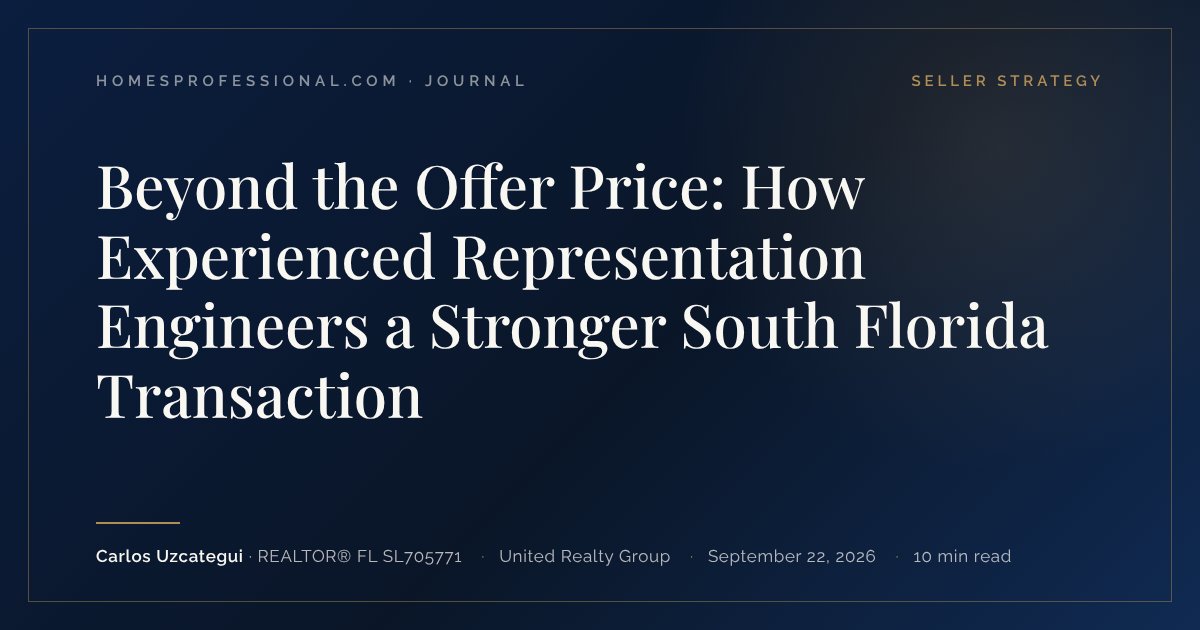 HOMESPROFESSIONAL.COM · JOURNAL
SELLER STRATEGY
Beyond the Offer Price: How
Experienced Representation
Engineers a Stronger South Florida
Transaction
Carlos Uzcategui · REALTOR® FL SL705771 · United Realty Group · September 22, 2026 · 10 min read